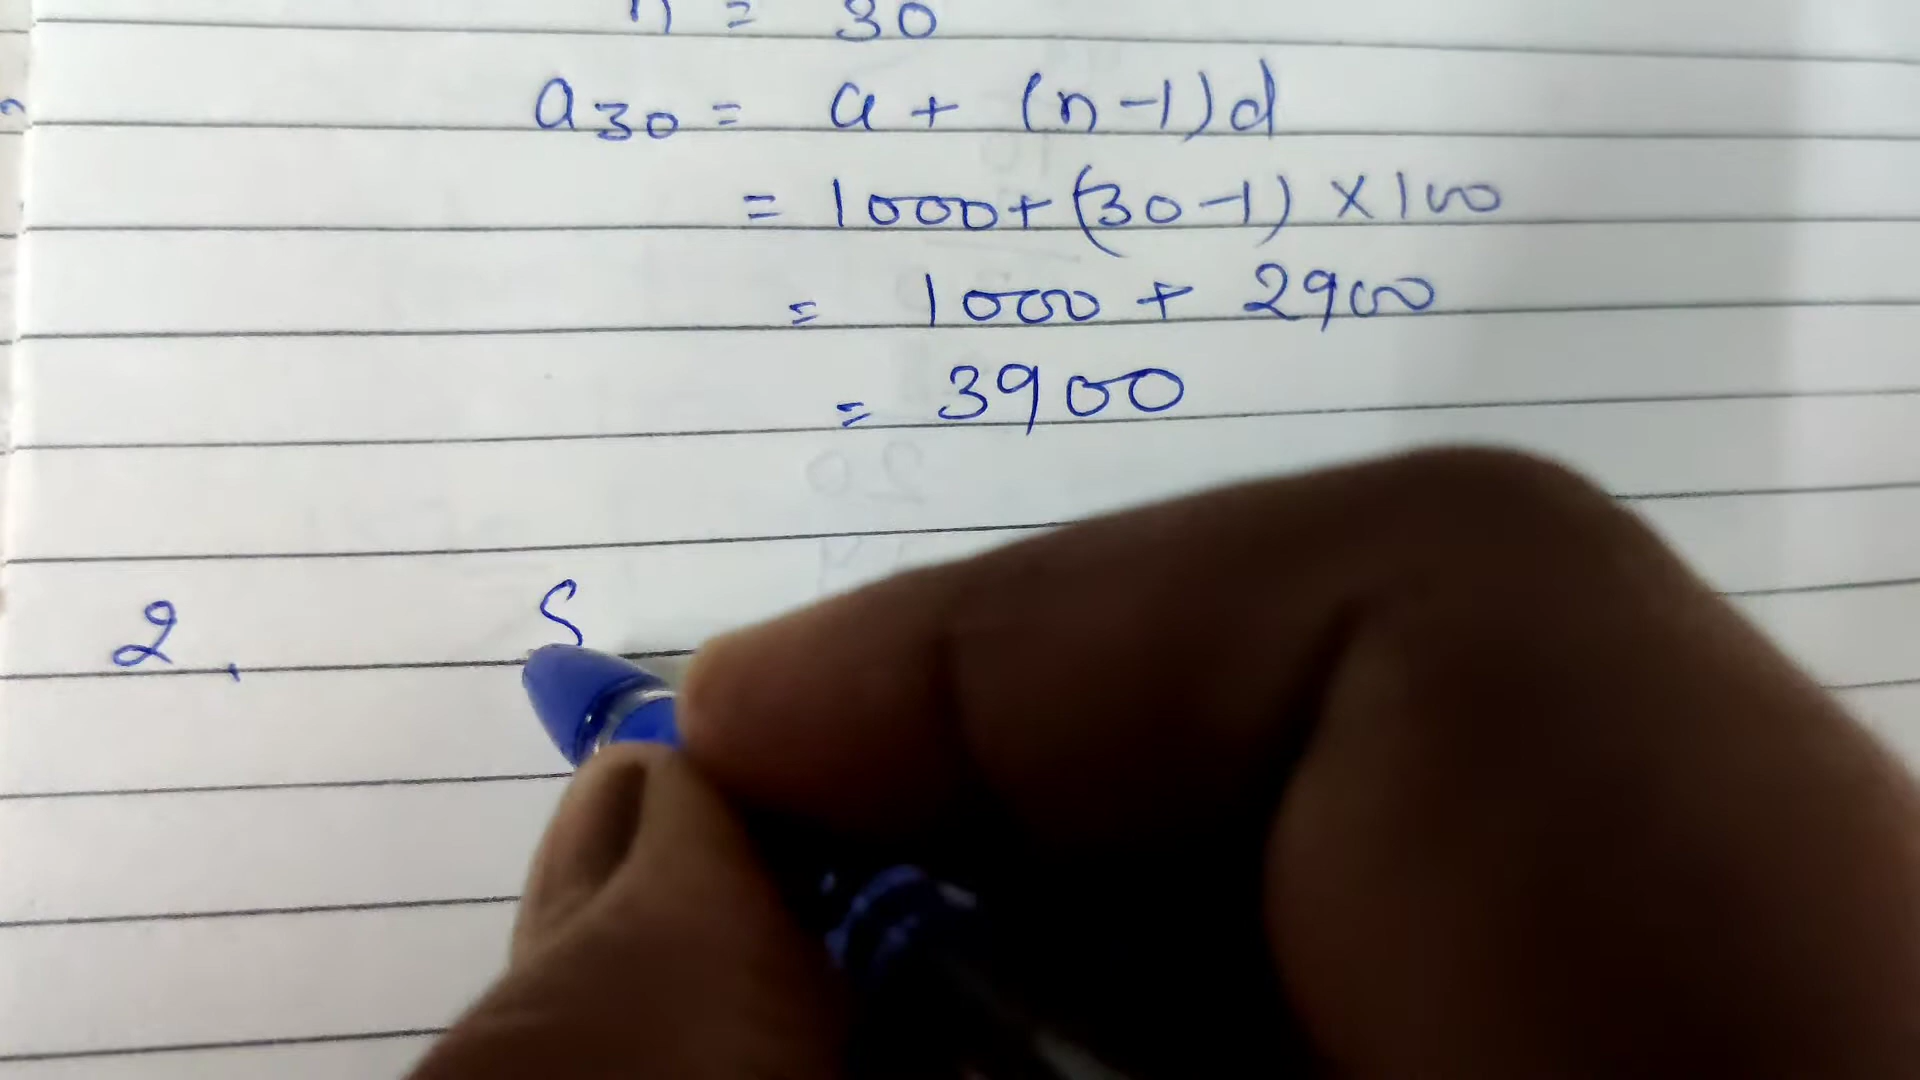 n = 30
a30 = a + (n-1)d
= 1000+(30-1) ×100
= 1000 + 2900
= 3900
2. S